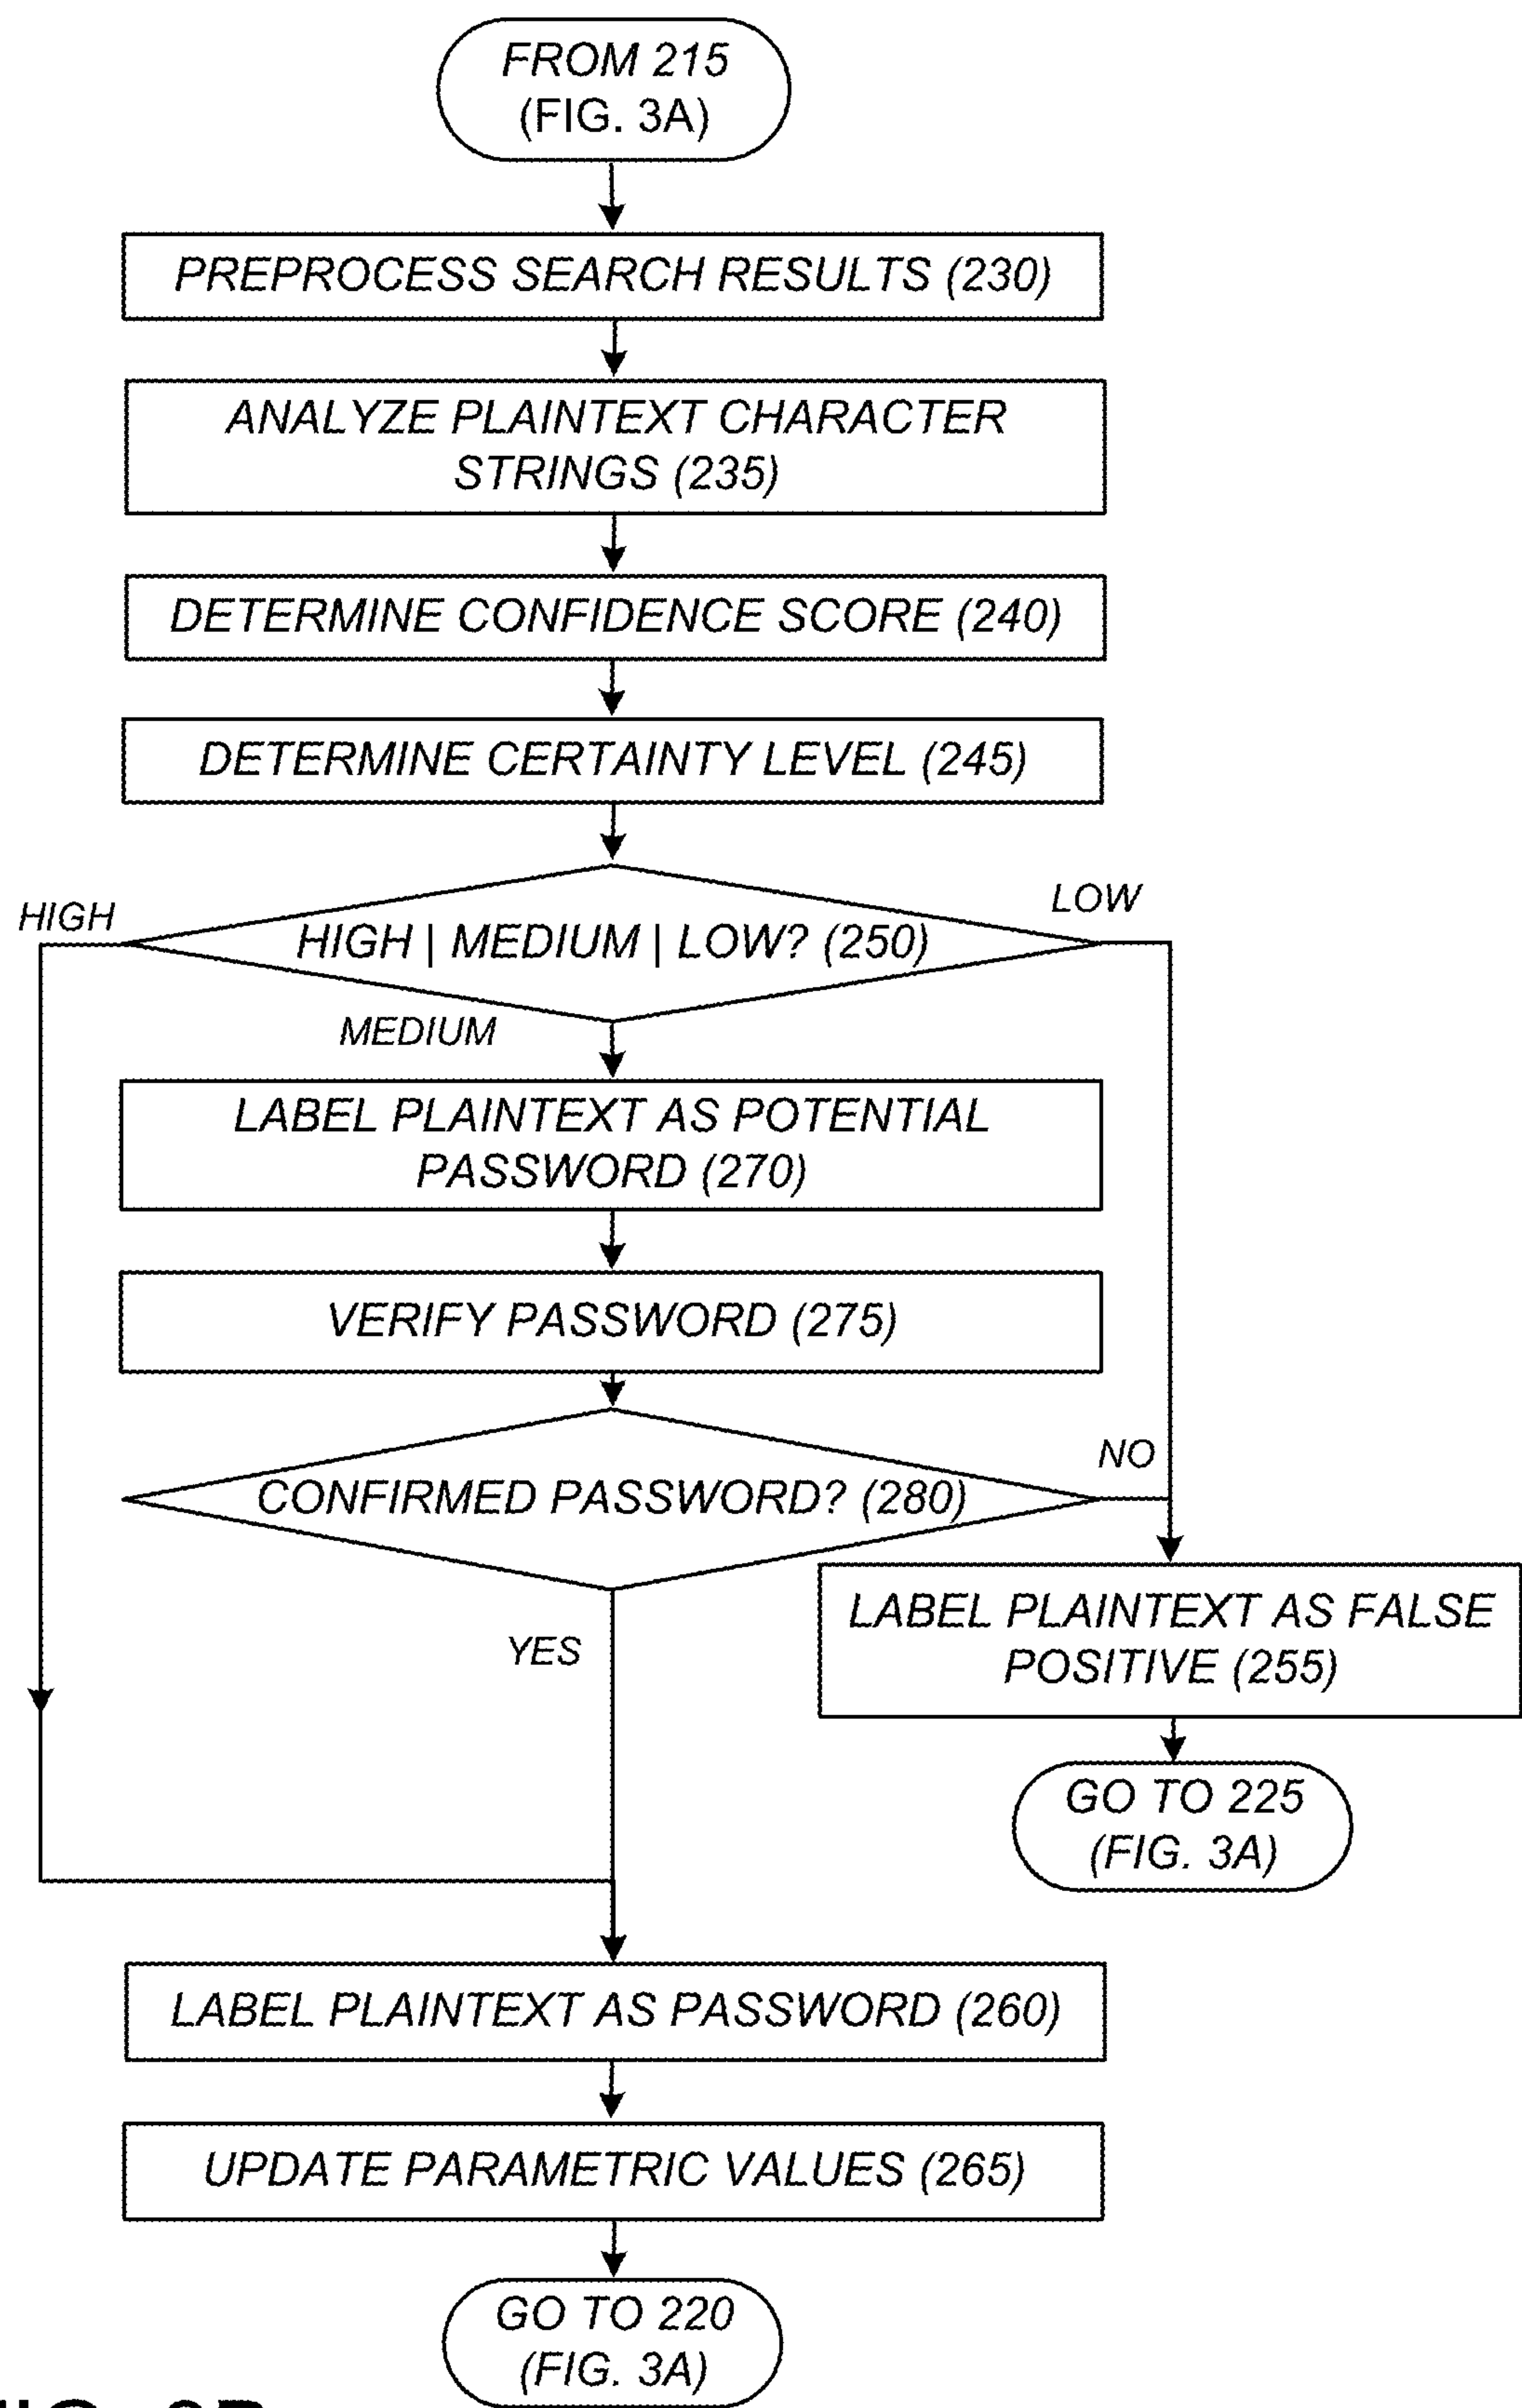 FROM 215
(FIG. 3A)
PREPROCESS SEARCH RESULTS (230)
ANALYZE PLAINTEXT CHARACTER
STRINGS (235)
DETERMINE CONFIDENCE SCORE (240)
DETERMINE CERTAINTY LEVEL (245)
HIGH
LOW
HIGH | MEDIUM | LOW? (250)
MEDIUM
LABEL PLAINTEXT AS POTENTIAL
PASSWORD (270)
VERIFY PASSWORD (275)
NO
CONFIRMED PASSWORD? (280)
YES
LABEL PLAINTEXT AS FALSE
POSITIVE (255)
GO TO 225
(FIG. 3A)
LABEL PLAINTEXT AS PASSWORD (260)
UPDATE PARAMETRIC VALUES (265)
GO TO 220
(FIG. 3A)